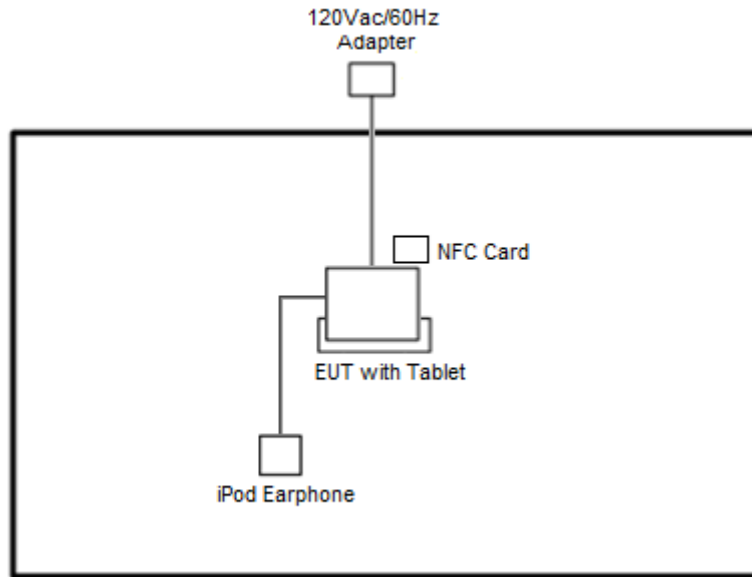 120Vac/60Hz
Adapter
NFC Card
EUT with Tablet
iPod Earphone